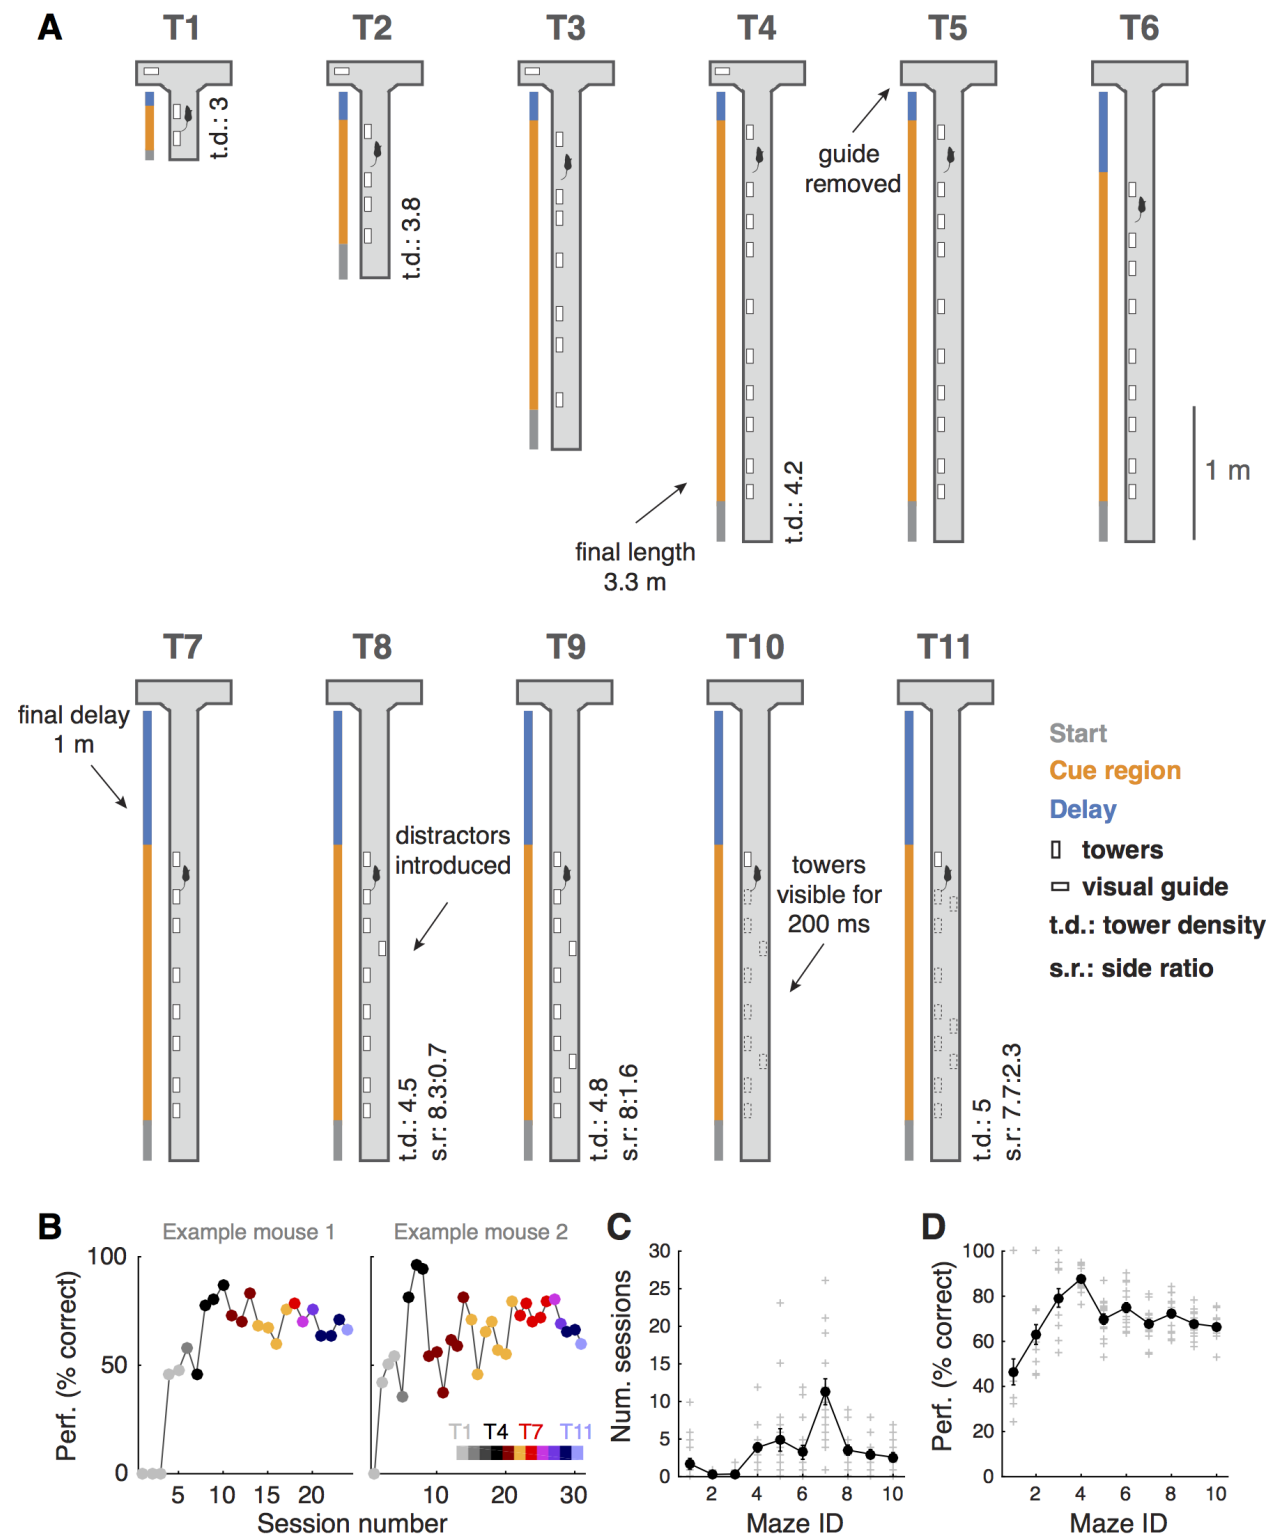 A
T1
T2
T3
T4
T5
T6
t.d.: 3
t.d.: 3.8
guide
removed
t.d.: 4.2
1 m
final length
3.3 m
T7
T8
T9
T10
T11
final delay
1 m
distractors
introduced
towers
visible for
200 ms
t.d.: 4.5
s.r: 8.3:0.7
t.d.: 4.8
s.r: 8:1.6
t.d.: 5
s.r: 7.7:2.3
Start
Cue region
Delay
towers
visual guide
t.d.: tower density
s.r.: side ratio
B
Example mouse 1
Example mouse 2
Perf. (% correct)
100
50
0
5 10 15 20
10 20 30
T1 T4 T7 T11
Session number
C
Num. sessions
30
25
20
15
10
5
0
2 4 6 8 10
Maze ID
D
Perf. (% correct)
100
80
60
40
20
0
2 4 6 8 10
Maze ID